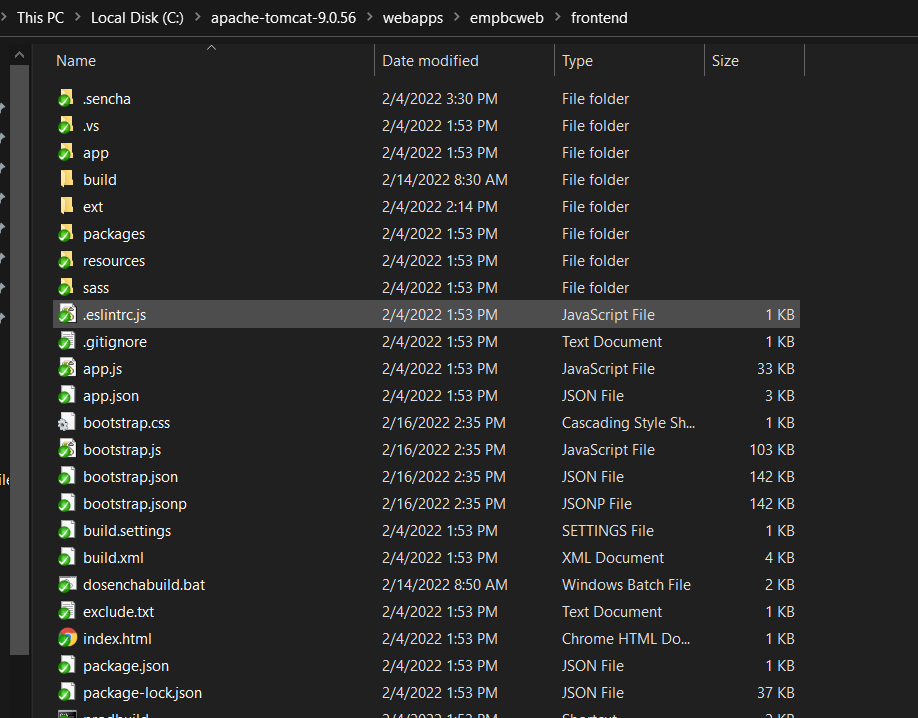 This PC > Local Disk (C:) > apache-tomcat-9.0.56 > webapps > empbcweb > frontend
Name Date modified Type Size
.sencha 2/4/2022 3:30 PM File folder
.vs 2/4/2022 1:53 PM File folder
app 2/4/2022 1:53 PM File folder
build 2/14/2022 8:30 AM File folder
ext 2/4/2022 2:14 PM File folder
packages 2/4/2022 1:53 PM File folder
resources 2/4/2022 1:53 PM File folder
sass 2/4/2022 1:53 PM File folder
.eslintrc.js 2/4/2022 1:53 PM JavaScript File 1 KB
.gitignore 2/4/2022 1:53 PM Text Document 1 KB
app.js 2/4/2022 1:53 PM JavaScript File 33 KB
app.json 2/4/2022 1:53 PM JSON File 3 KB
bootstrap.css 2/16/2022 2:35 PM Cascading Style Sh... 1 KB
bootstrap.js 2/16/2022 2:35 PM JavaScript File 103 KB
bootstrap.json 2/16/2022 2:35 PM JSON File 142 KB
bootstrap.jsonp 2/16/2022 2:35 PM JSONP File 142 KB
build.settings 2/4/2022 1:53 PM SETTINGS File 1 KB
build.xml 2/4/2022 1:53 PM XML Document 4 KB
dosenchabuild.bat 2/14/2022 8:50 AM Windows Batch File 2 KB
exclude.txt 2/4/2022 1:53 PM Text Document 1 KB
index.html 2/4/2022 1:53 PM Chrome HTML Do... 1 KB
package.json 2/4/2022 1:53 PM JSON File 1 KB
package-lock.json 2/4/2022 1:53 PM JSON File 37 KB